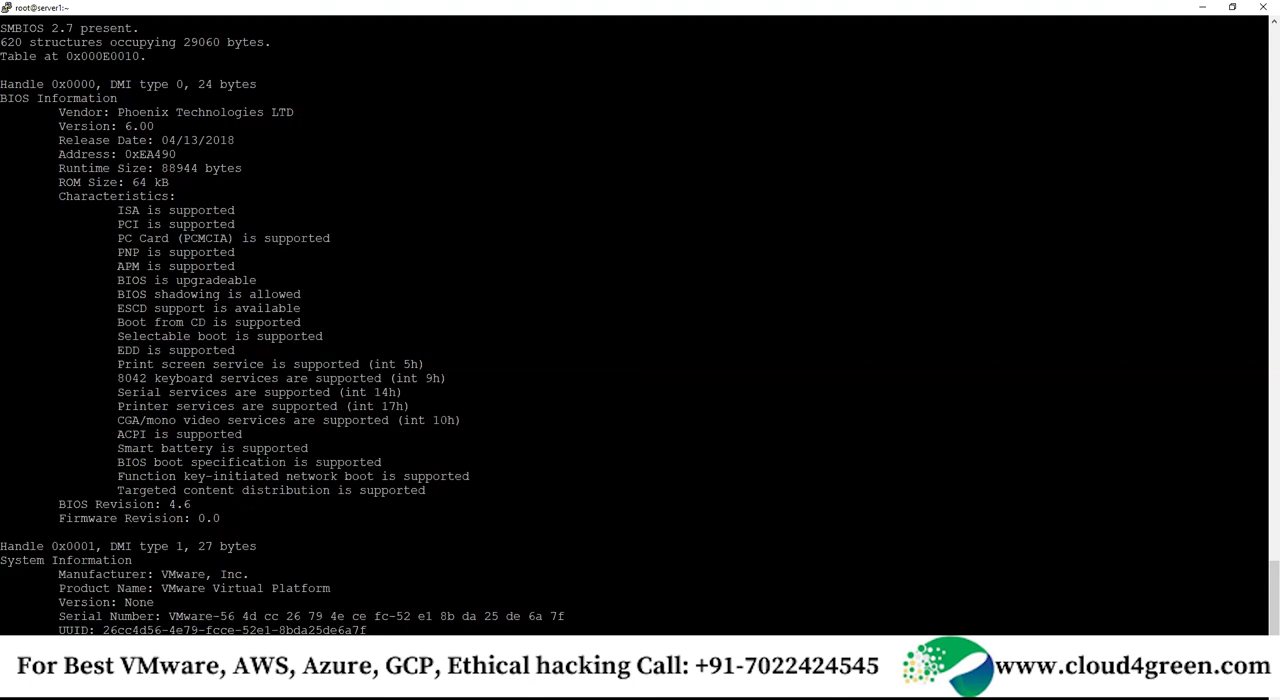 root@server1:~
SMBIOS 2.7 present.
620 structures occupying 29060 bytes.
Table at 0x000E0010.
Handle 0x0000, DMI type 0, 24 bytes
BIOS Information
Vendor: Phoenix Technologies LTD
Version: 6.00
Release Date: 04/13/2018
Address: 0xEA490
Runtime Size: 88944 bytes
ROM Size: 64 kB
Characteristics:
ISA is supported
PCI is supported
PC Card (PCMCIA) is supported
PNP is supported
APM is supported
BIOS is upgradeable
BIOS shadowing is allowed
ESCD support is available
Boot from CD is supported
Selectable boot is supported
EDD is supported
Print screen service is supported (int 5h)
8042 keyboard services are supported (int 9h)
Serial services are supported (int 14h)
Printer services are supported (int 17h)
CGA/mono video services are supported (int 10h)
ACPI is supported
Smart battery is supported
BIOS boot specification is supported
Function key-initiated network boot is supported
Targeted content distribution is supported
BIOS Revision: 4.6
Firmware Revision: 0.0
Handle 0x0001, DMI type 1, 27 bytes
System Information
Manufacturer: VMware, Inc.
Product Name: VMware Virtual Platform
Version: None
Serial Number: VMware-56 4d cc 26 79 4e ce fc-52 e1 8b da 25 de 6a 7f
UUID: 26cc4d56-4e79-fcce-52e1-8bda25de6a7f
For Best VMware, AWS, Azure, GCP, Ethical hacking Call: +91-7022424545 www.cloud4green.com